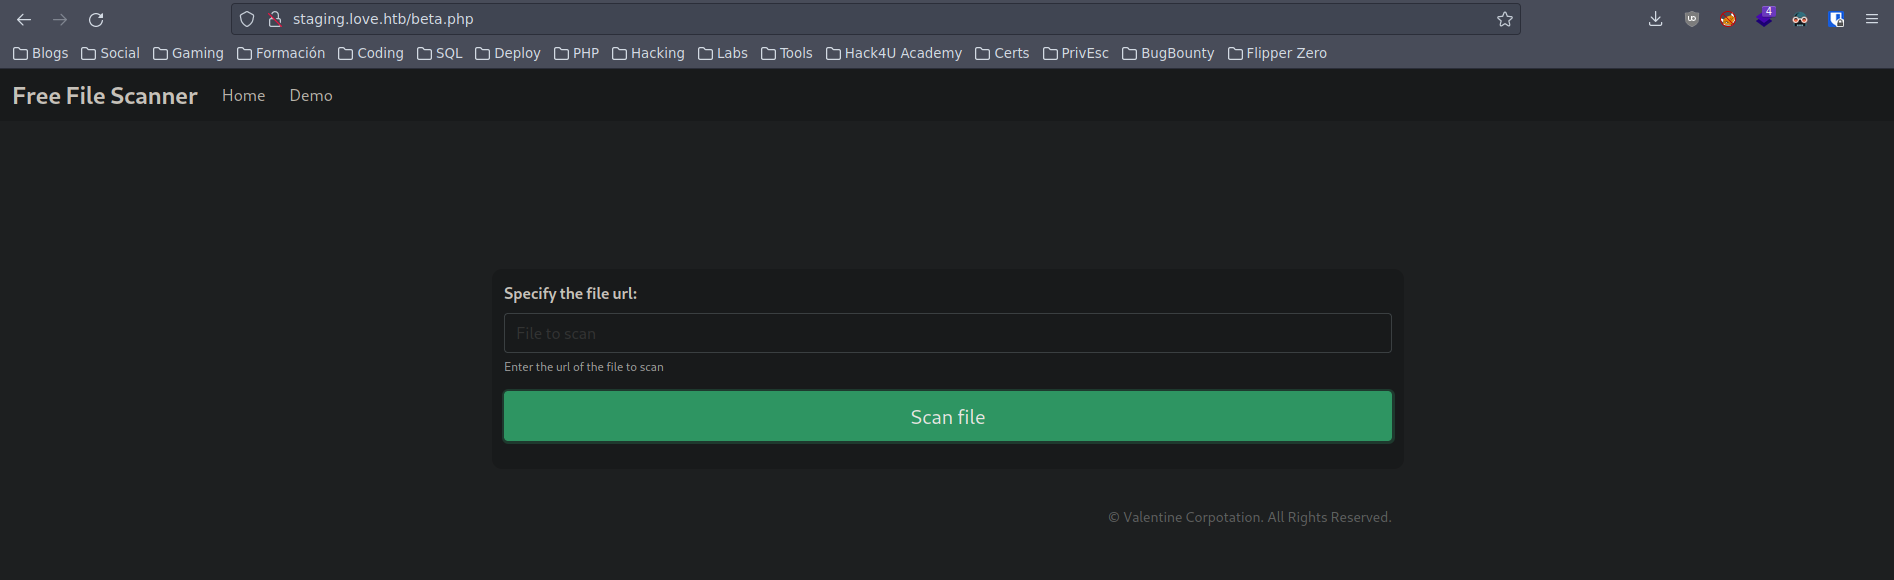 staging.love.htb/beta.php
4
Blogs Social Gaming Formación Coding SQL Deploy PHP Hacking Labs Tools Hack4U Academy Certs PrivEsc BugBounty Flipper Zero
Free File Scanner Home Demo
Specify the file url:
File to scan
Enter the url of the file to scan
Scan file
© Valentine Corpotation. All Rights Reserved.